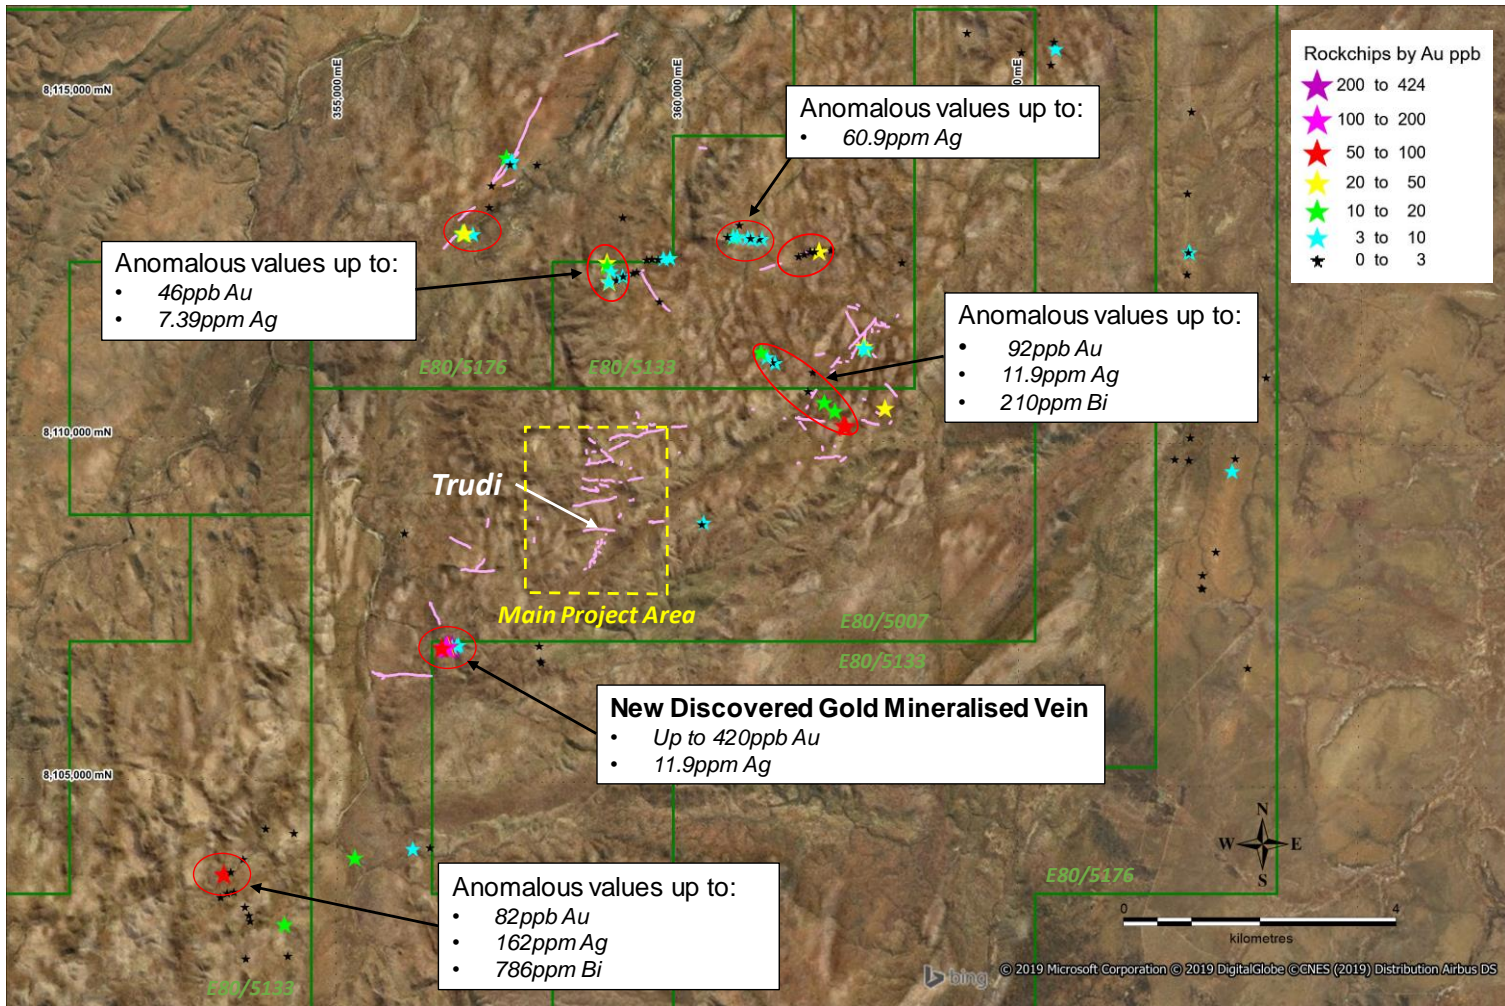 Rockchips by Au ppb
200 to 424
100 to 200
50 to 100
20 to 50
10 to 20
3 to 10
0 to 3
8,115,000 mN
355,000 mE
360,000 mE
000 mE
Anomalous values up to:
• 60.9ppm Ag
Anomalous values up to:
• 46ppb Au
• 7.39ppm Ag
Anomalous values up to:
• 92ppb Au
• 11.9ppm Ag
• 210ppm Bi
E80/5176
E80/5133
8,110,000 mN
Trudi
Main Project Area
E80/5007
E80/5133
New Discovered Gold Mineralised Vein
• Up to 420ppb Au
• 11.9ppm Ag
8,105,000 mN
N
W E
S
Anomalous values up to:
• 82ppb Au
• 162ppm Ag
• 786ppm Bi
E80/5176
0 4
kilometres
E80/5133
bing
© 2019 Microsoft Corporation © 2019 DigitalGlobe ©CNES (2019) Distribution Airbus DS